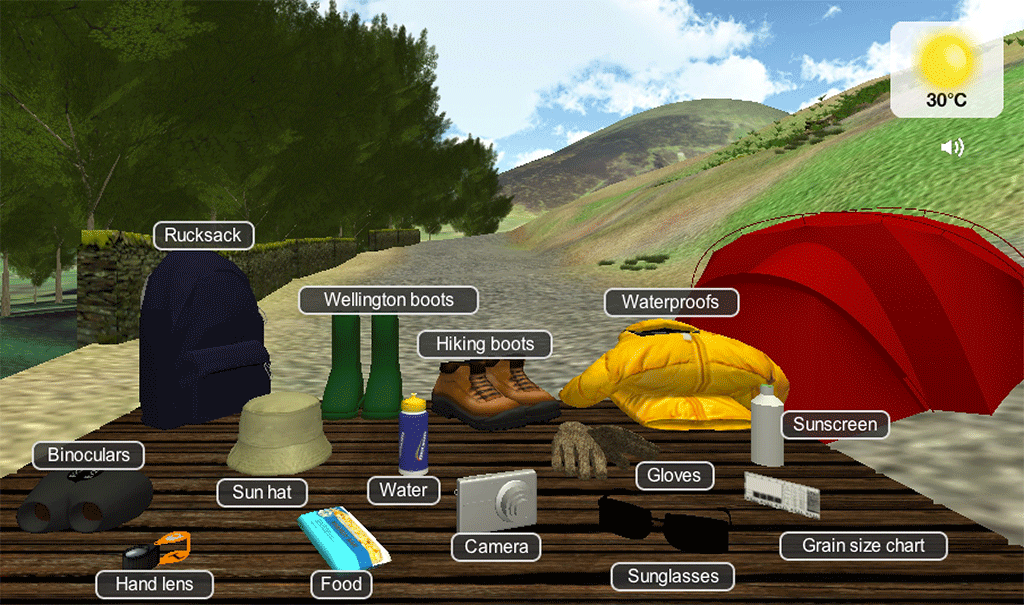 30°C
Rucksack
Wellington boots
Waterproofs
Hiking boots
Sunscreen
Binoculars
Gloves
Sun hat
Water
Camera
Grain size chart
Hand lens
Food
Sunglasses